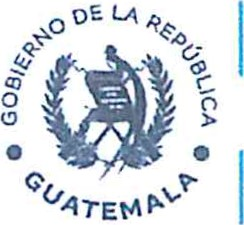 GOBIERNO DE LA REPÚBLICA
GUATEMALA